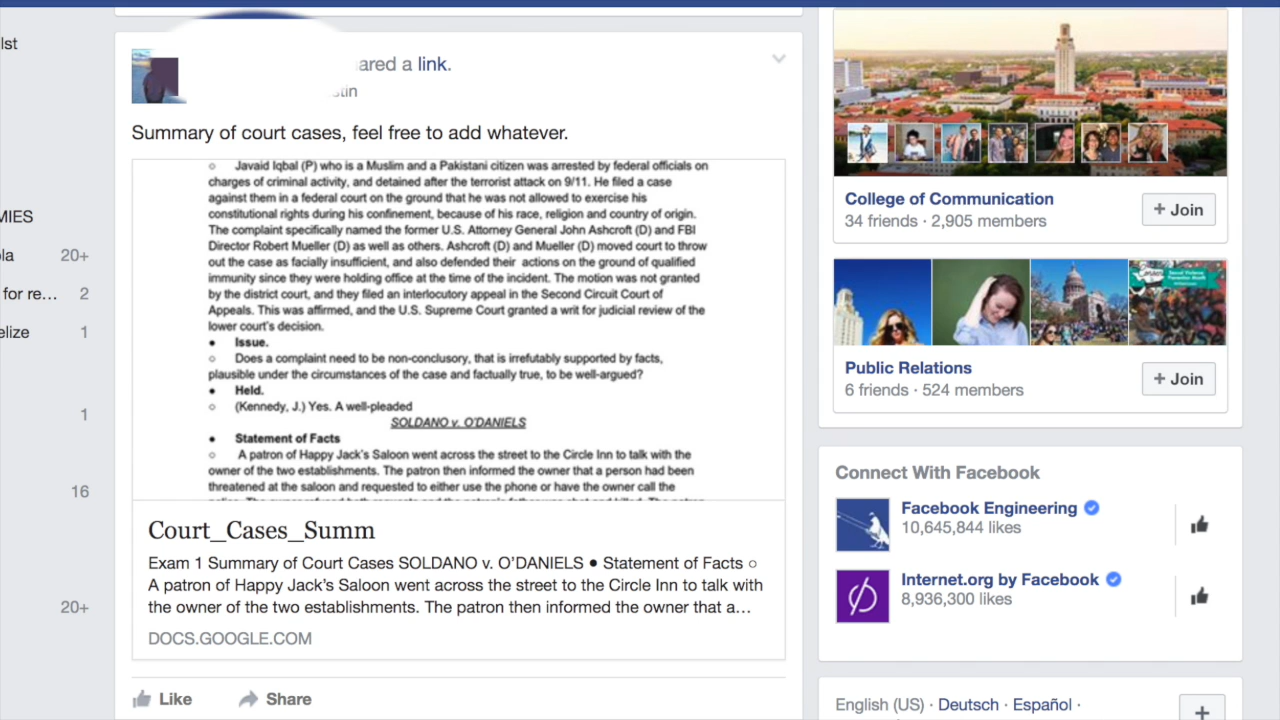 lst
MIES
ola 20+
for re... 2
elize 1
1
16
20+
ared a link.
stin
Summary of court cases, feel free to add whatever.
○ Javaid Iqbal (P) who is a Muslim and a Pakistani citizen was arrested by federal officials on
charges of criminal activity, and detained after the terrorist attack on 9/11. He filed a case
against them in a federal court on the ground that he was not allowed to exercise his
constitutional rights during his confinement, because of his race, religion and country of origin.
The complaint specifically named the former U.S. Attorney General John Ashcroft (D) and FBI
Director Robert Mueller (D) as well as others. Ashcroft (D) and Mueller (D) moved court to throw
out the case as facially insufficient, and also defended their actions on the ground of qualified
immunity since they were holding office at the time of the incident. The motion was not granted
by the district court, and they filed an interlocutory appeal in the Second Circuit Court of
Appeals. This was affirmed, and the U.S. Supreme Court granted a writ for judicial review of the
lower court's decision.
● Issue.
○ Does a complaint need to be non-conclusory, that is irrefutably supported by facts,
plausible under the circumstances of the case and factually true, to be well-argued?
● Held.
○ (Kennedy, J.) Yes. A well-pleaded
SOLDANO v. O'DANIELS
● Statement of Facts
○ A patron of Happy Jack's Saloon went across the street to the Circle Inn to talk with the
owner of the two establishments. The patron then informed the owner that a person had been
threatened at the saloon and requested to either use the phone or have the owner call the
Court_Cases_Summ
Exam 1 Summary of Court Cases SOLDANO v. O'DANIELS ● Statement of Facts ○
A patron of Happy Jack's Saloon went across the street to the Circle Inn to talk with
the owner of the two establishments. The patron then informed the owner that a...
DOCS.GOOGLE.COM
Like Share
College of Communication
34 friends · 2,905 members
+ Join
Public Relations
6 friends · 524 members
+ Join
Connect With Facebook
Facebook Engineering
10,645,844 likes
Internet.org by Facebook
8,936,300 likes
English (US) · Deutsch · Español ·
+